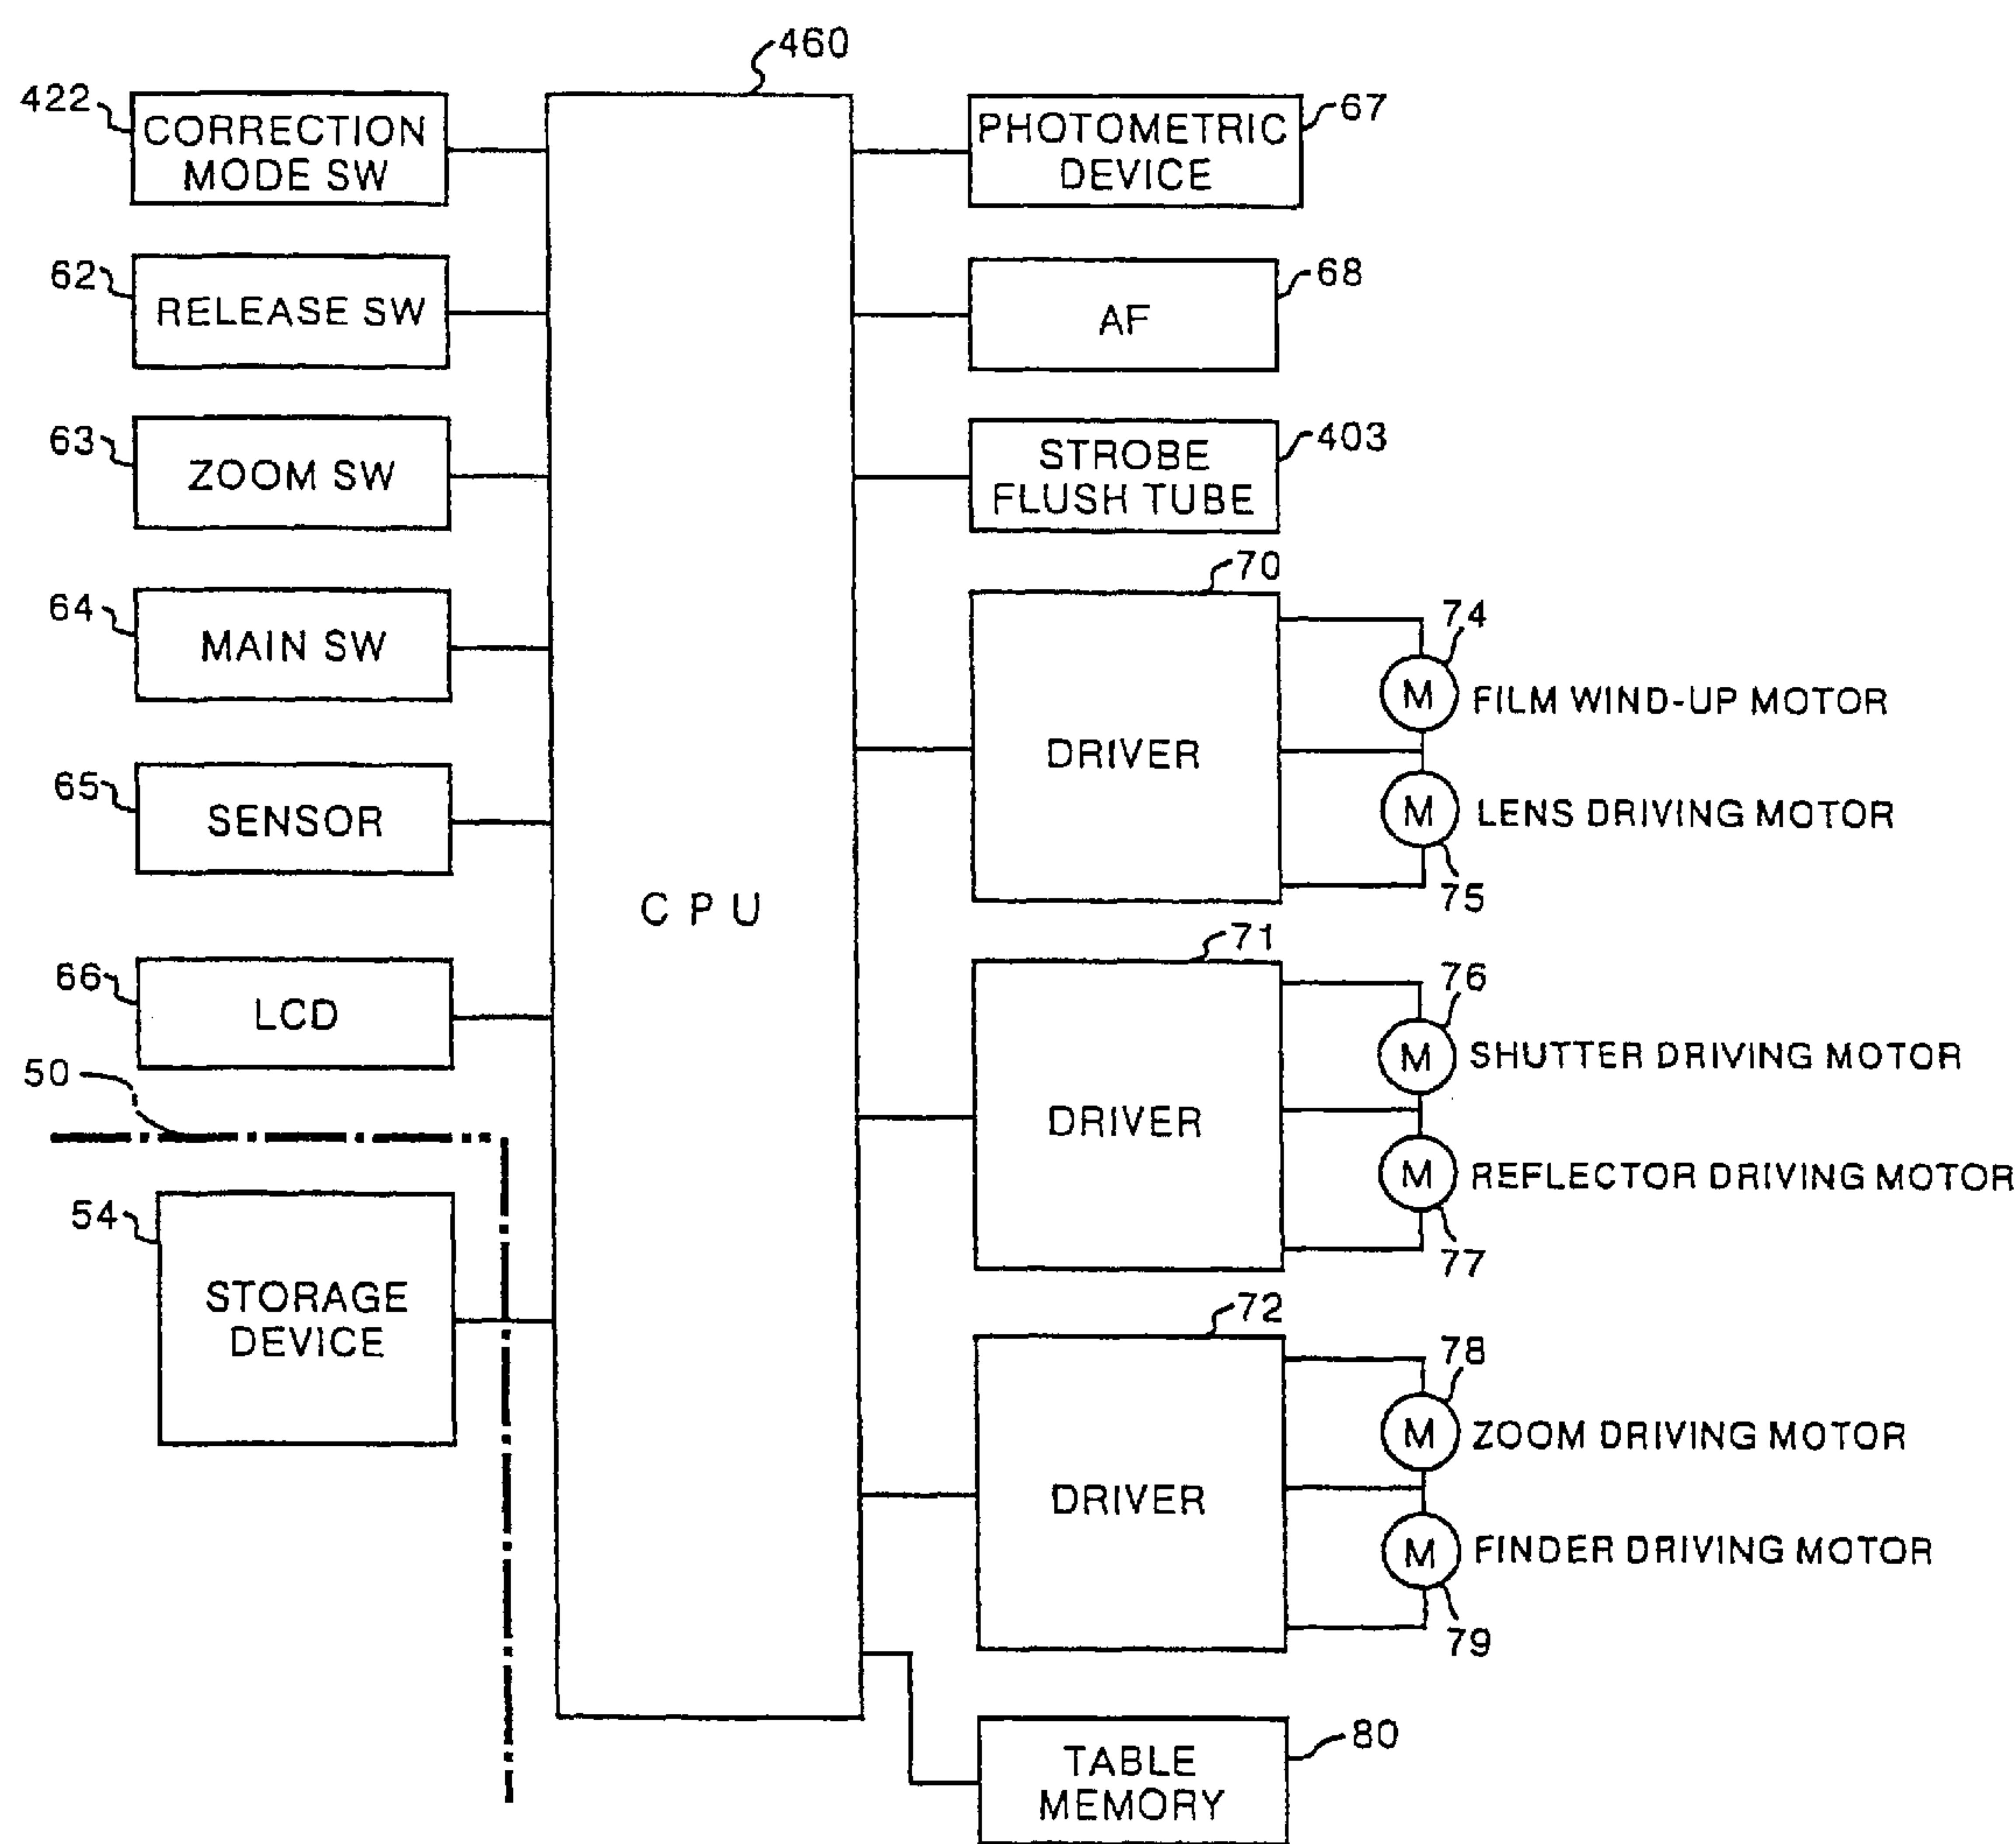 460
422
CORRECTION
MODE SW
PHOTOMETRIC
DEVICE
67
62
RELEASE SW
AF
68
63
ZOOM SW
STROBE
FLUSH TUBE
403
64
MAIN SW
70
DRIVER
74
M
FILM WIND-UP MOTOR
M
LENS DRIVING MOTOR
75
65
SENSOR
CPU
66
LCD
71
DRIVER
76
M
SHUTTER DRIVING MOTOR
M
REFLECTOR DRIVING MOTOR
77
50
54
STORAGE
DEVICE
72
DRIVER
78
M
ZOOM DRIVING MOTOR
M
FINDER DRIVING MOTOR
79
TABLE
MEMORY
80